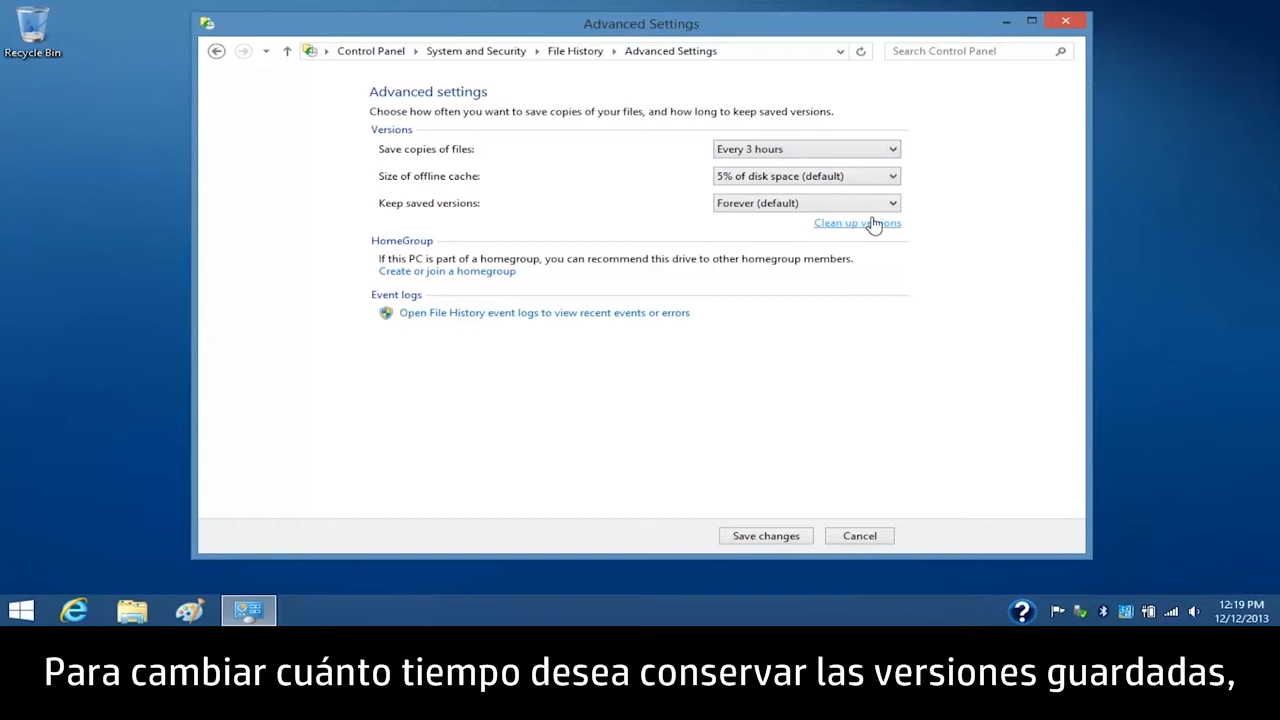 Recycle Bin
Advanced Settings
Control Panel System and Security File History Advanced Settings
Search Control Panel
Advanced settings
Choose how often you want to save copies of your files, and how long to keep saved versions.
Versions
Save copies of files: Every 3 hours
Size of offline cache: 5% of disk space (default)
Keep saved versions: Forever (default)
Clean up versions
HomeGroup
If this PC is part of a homegroup, you can recommend this drive to other homegroup members.
Create or join a homegroup
Event logs
Open File History event logs to view recent events or errors
Save changes Cancel
12:19 PM
12/12/2013
Para cambiar cuánto tiempo desea conservar las versiones guardadas,